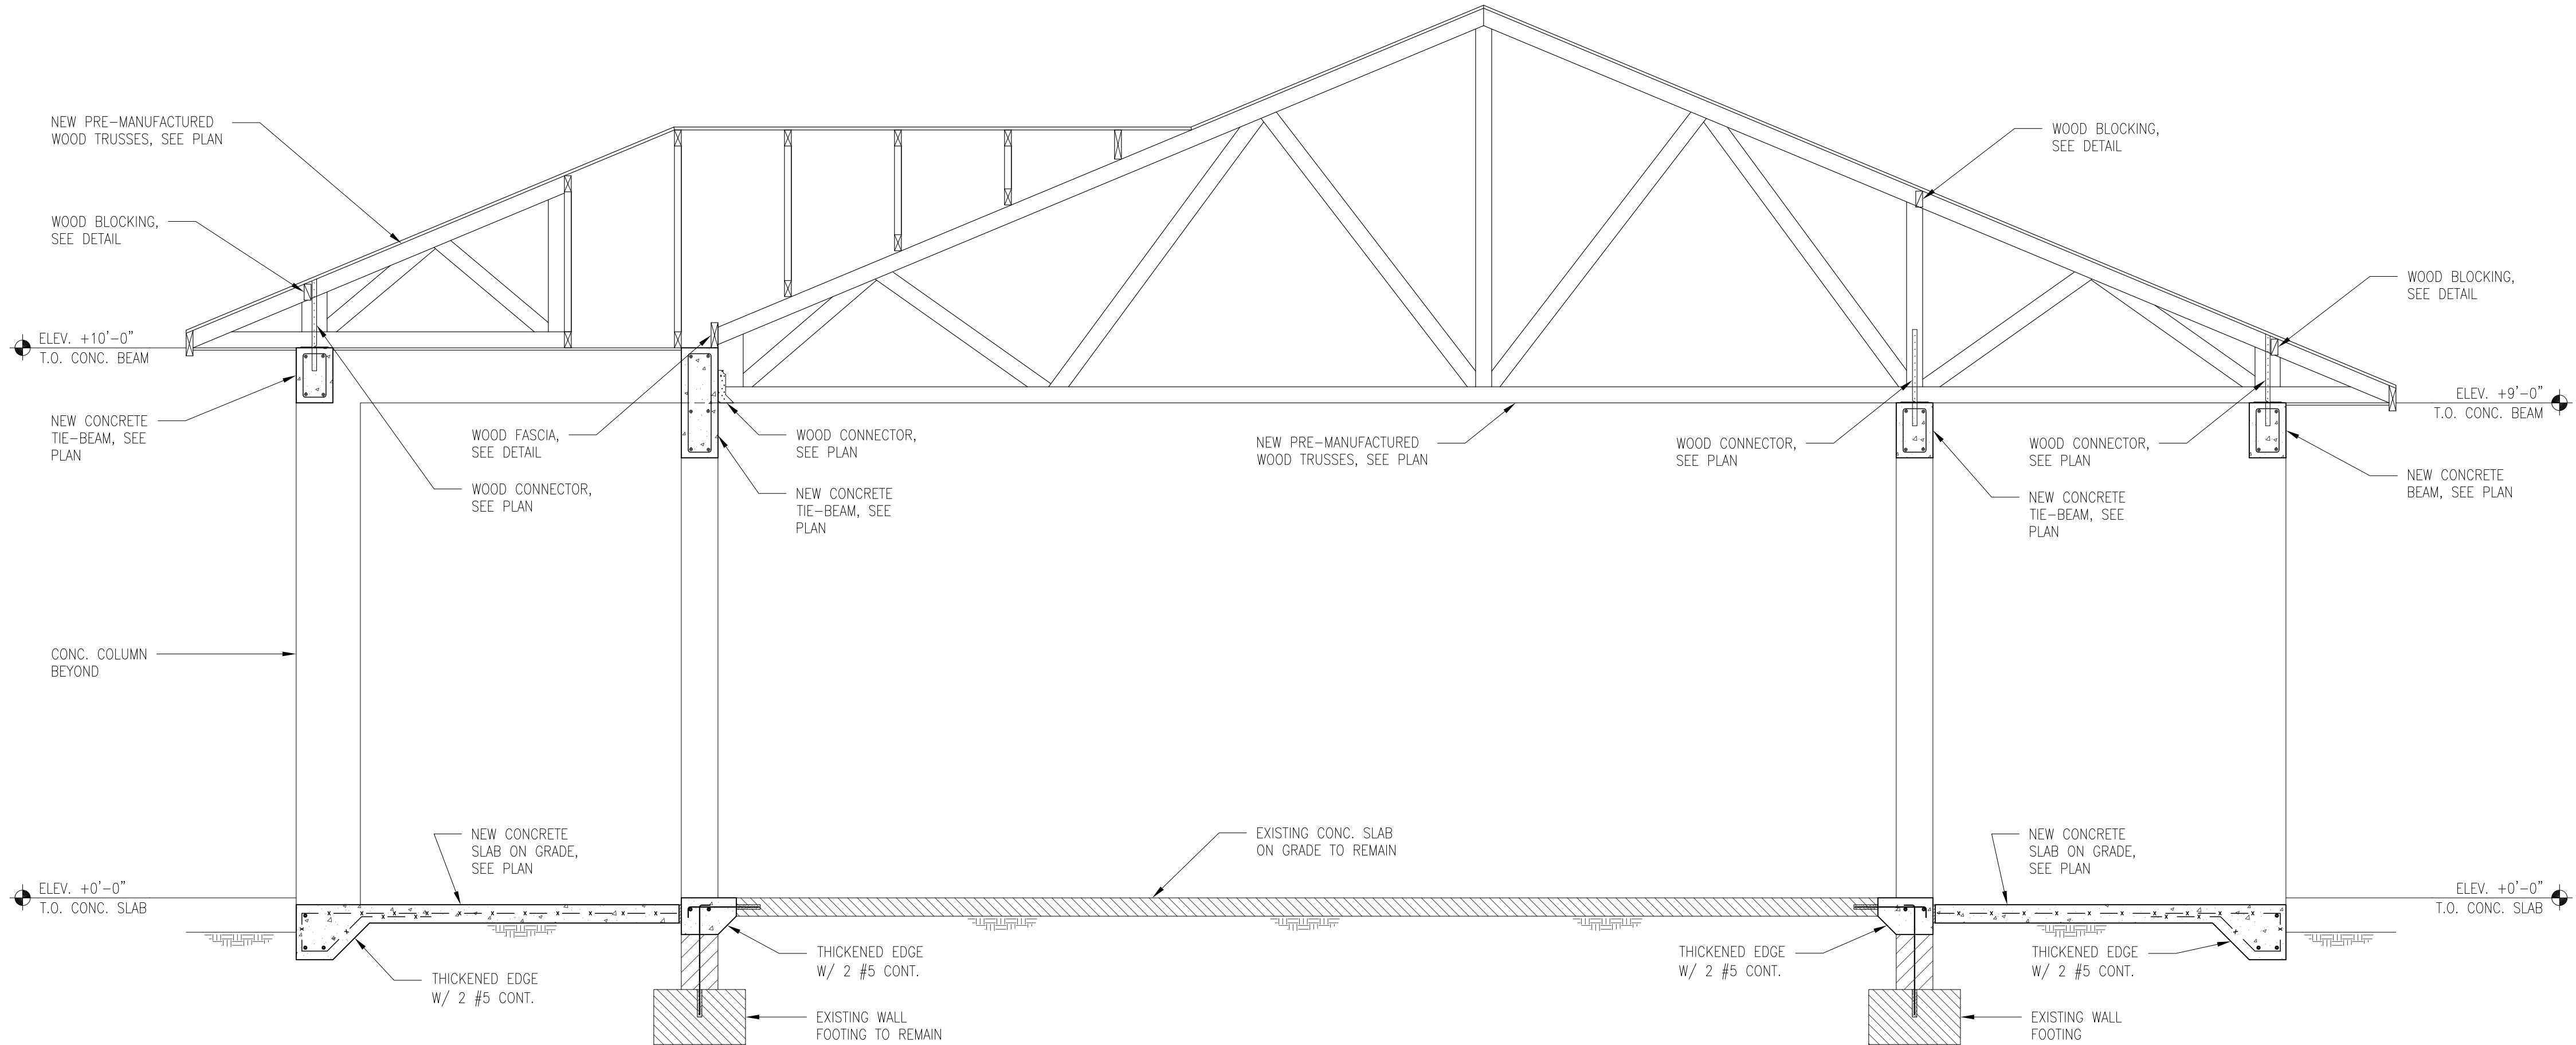 NEW PRE-MANUFACTURED
WOOD TRUSSES, SEE PLAN
WOOD BLOCKING,
SEE DETAIL
WOOD BLOCKING,
SEE DETAIL
WOOD BLOCKING,
SEE DETAIL
ELEV. +10'-0"
T.O. CONC. BEAM
ELEV. +9'-0"
T.O. CONC. BEAM
NEW CONCRETE
TIE-BEAM, SEE
PLAN
WOOD FASCIA,
SEE DETAIL
WOOD CONNECTOR,
SEE PLAN
WOOD CONNECTOR,
SEE PLAN
NEW CONCRETE
TIE-BEAM, SEE
PLAN
NEW PRE-MANUFACTURED
WOOD TRUSSES, SEE PLAN
WOOD CONNECTOR,
SEE PLAN
WOOD CONNECTOR,
SEE PLAN
NEW CONCRETE
TIE-BEAM, SEE
PLAN
NEW CONCRETE
BEAM, SEE PLAN
CONC. COLUMN
BEYOND
NEW CONCRETE
SLAB ON GRADE,
SEE PLAN
EXISTING CONC. SLAB
ON GRADE TO REMAIN
NEW CONCRETE
SLAB ON GRADE,
SEE PLAN
ELEV. +0'-0"
T.O. CONC. SLAB
ELEV. +0'-0"
T.O. CONC. SLAB
THICKENED EDGE
W/ 2 #5 CONT.
THICKENED EDGE
W/ 2 #5 CONT.
THICKENED EDGE
W/ 2 #5 CONT.
THICKENED EDGE
W/ 2 #5 CONT.
EXISTING WALL
FOOTING TO REMAIN
EXISTING WALL
FOOTING